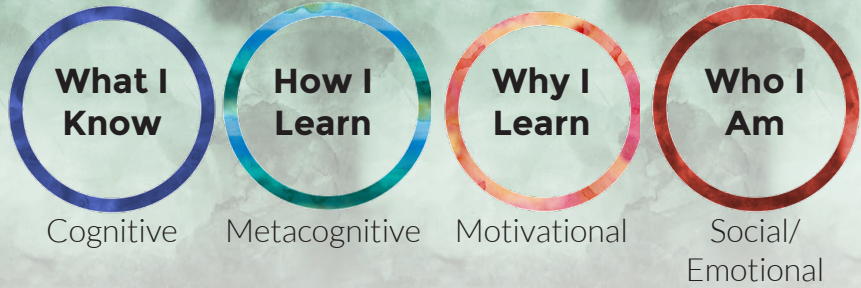 What I
Know
How I
Learn
Why I
Learn
Who I
Am
Cognitive
Metacognitive
Motivational
Social/
Emotional